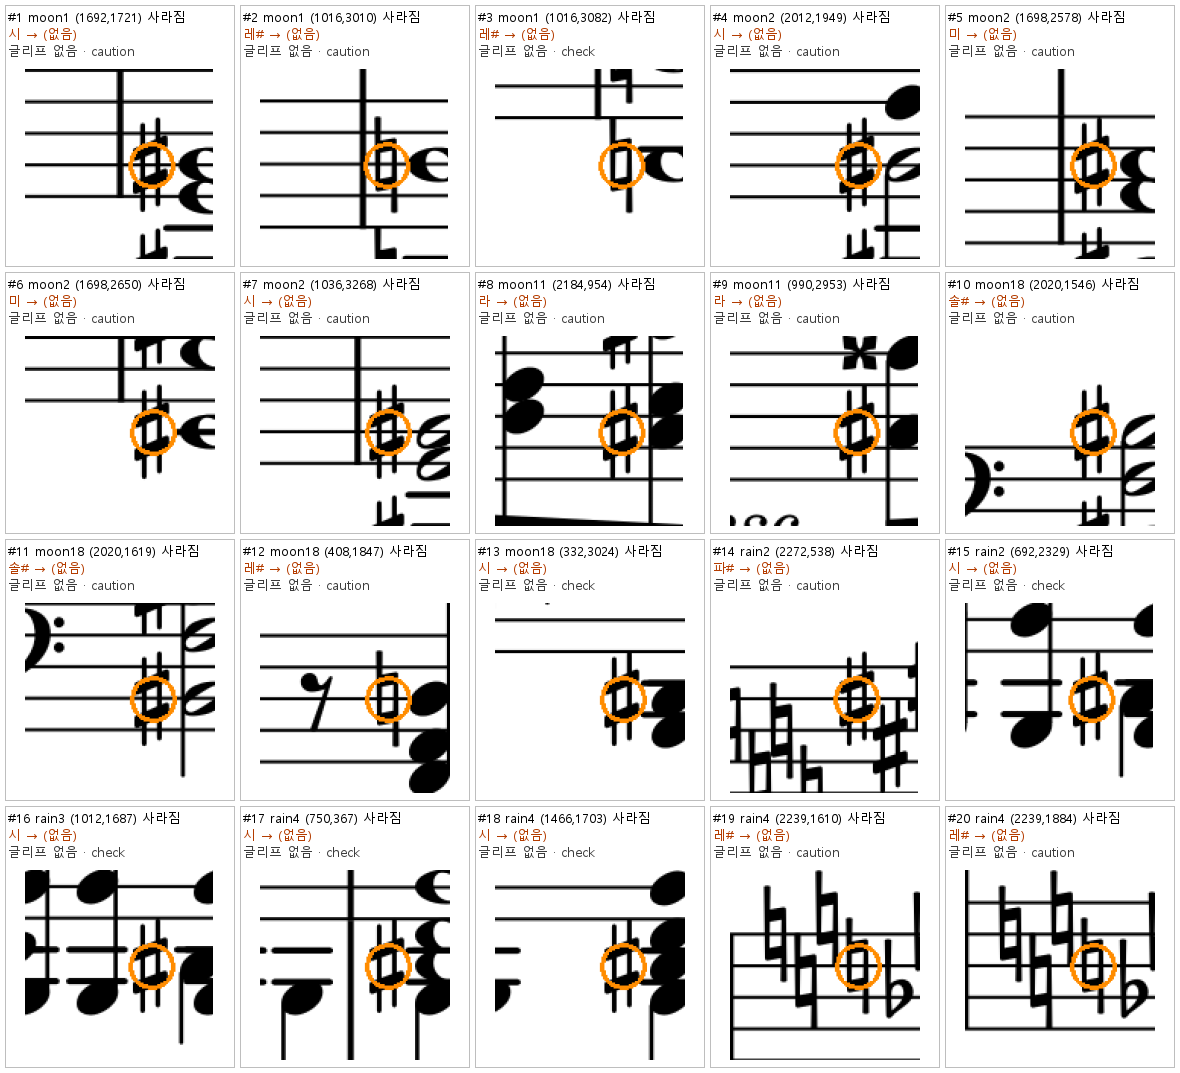 #1 moon1 (1692,1721) 사라짐
시 → (없음)
글리프 없음 · caution
#2 moon1 (1016,3010) 사라짐
레# → (없음)
글리프 없음 · caution
#3 moon1 (1016,3082) 사라짐
레# → (없음)
글리프 없음 · check
#4 moon2 (2012,1949) 사라짐
시 → (없음)
글리프 없음 · caution
#5 moon2 (1698,2578) 사라짐
미 → (없음)
글리프 없음 · caution
#6 moon2 (1698,2650) 사라짐
미 → (없음)
글리프 없음 · caution
#7 moon2 (1036,3268) 사라짐
시 → (없음)
글리프 없음 · caution
#8 moon11 (2184,954) 사라짐
라 → (없음)
글리프 없음 · caution
#9 moon11 (990,2953) 사라짐
라 → (없음)
글리프 없음 · caution
#10 moon18 (2020,1546) 사라짐
솔# → (없음)
글리프 없음 · caution
#11 moon18 (2020,1619) 사라짐
솔# → (없음)
글리프 없음 · caution
#12 moon18 (408,1847) 사라짐
레# → (없음)
글리프 없음 · caution
#13 moon18 (332,3024) 사라짐
시 → (없음)
글리프 없음 · check
#14 rain2 (2272,538) 사라짐
파# → (없음)
글리프 없음 · caution
#15 rain2 (692,2329) 사라짐
시 → (없음)
글리프 없음 · check
#16 rain3 (1012,1687) 사라짐
시 → (없음)
글리프 없음 · check
#17 rain4 (750,367) 사라짐
시 → (없음)
글리프 없음 · caution
#18 rain4 (1466,1703) 사라짐
시 → (없음)
글리프 없음 · check
#19 rain4 (2239,1610) 사라짐
레# → (없음)
글리프 없음 · caution
#20 rain4 (2239,1884) 사라짐
레# → (없음)
글리프 없음 · caution